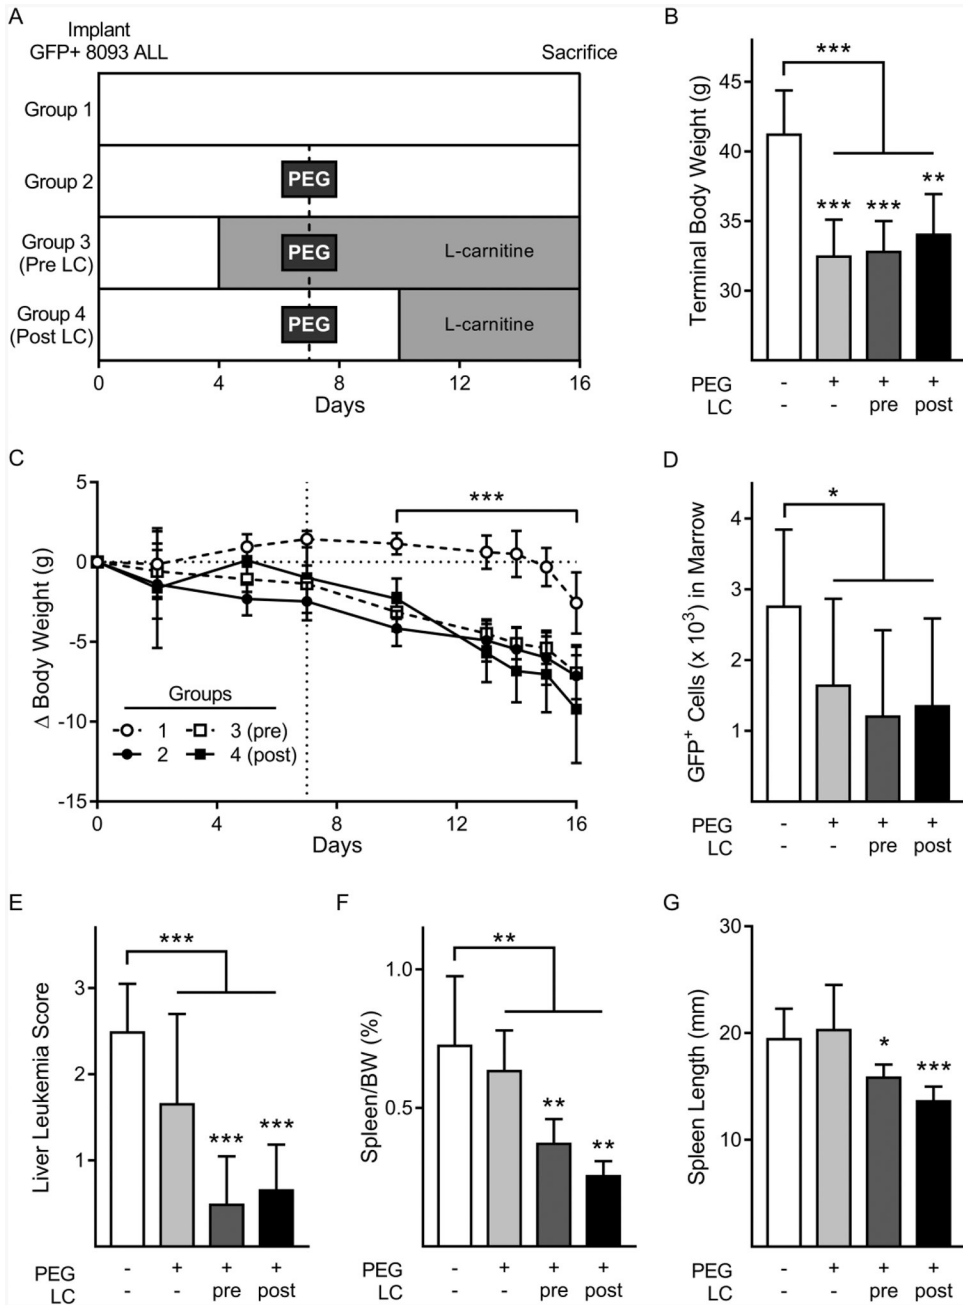 A
Implant
GFP+ 8093 ALL
Sacrifice
Group 1
Group 2
PEG
Group 3
(Pre LC)
PEG
L-carnitine
Group 4
(Post LC)
PEG
L-carnitine
0 4 8 12 16
Days
B
Terminal Body Weight (g)
45
40
35
30
***
*** *** **
PEG - + + +
LC - - pre post
C
Δ Body Weight (g)
5
0
-5
-10
-15
***
Groups
1 3 (pre)
2 4 (post)
0 4 8 12 16
Days
D
GFP⁺ Cells (x 10³) in Marrow
4
3
2
1
*
PEG - + + +
LC - - pre post
E
Liver Leukemia Score
3
2
1
***
*** ***
PEG - + + +
LC - - pre post
F
Spleen/BW (%)
1.0
0.5
**
**
**
PEG - + + +
LC - - pre post
G
Spleen Length (mm)
30
20
10
*
***
PEG - + + +
LC - - pre post